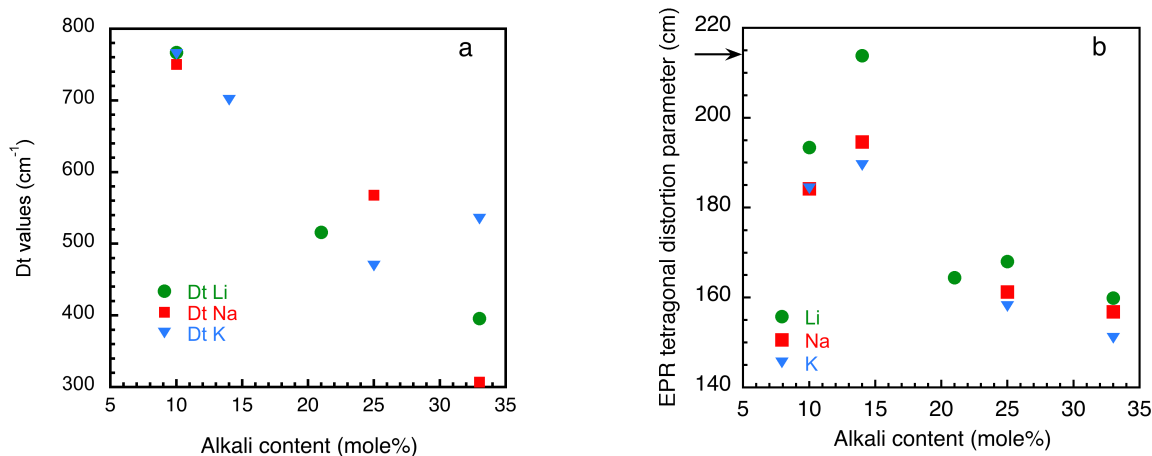 a
800
700
600
500
400
300
Dt values (cm-1)
Dt Li
Dt Na
Dt K
5 10 15 20 25 30 35
Alkali content (mole%)
b
220
200
180
160
140
EPR tetragonal distortion parameter (cm)
Li
Na
K
5 10 15 20 25 30 35
Alkali content (mole%)